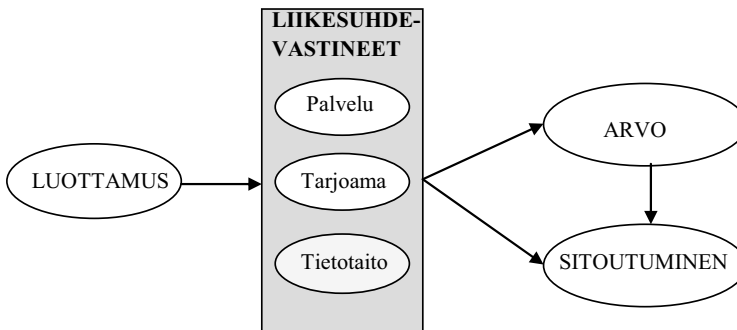 LIIKESUHDE-
VASTINEET
Palvelu
ARVO
LUOTTAMUS
Tarjoama
Tietotaito
SITOUTUMINEN